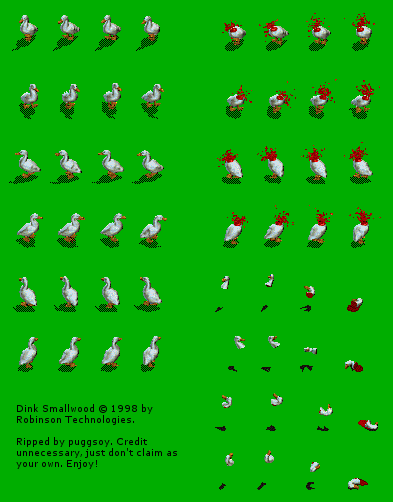 Dink Smallwood © 1998 by
Robinson Technologies.
Ripped by puggsoy. Credit
unnecessary, just don't claim as
your own. Enjoy!